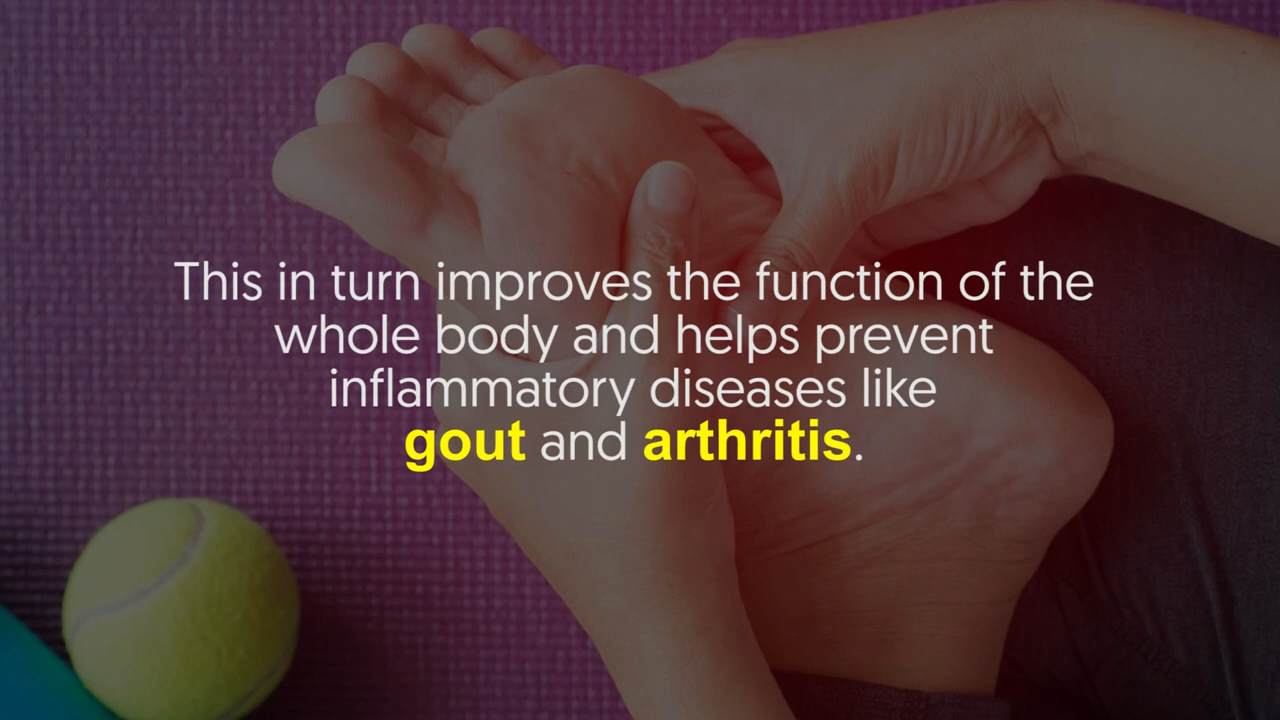 This in turn improves the function of the
whole body and helps prevent
inflammatory diseases like
gout and arthritis.